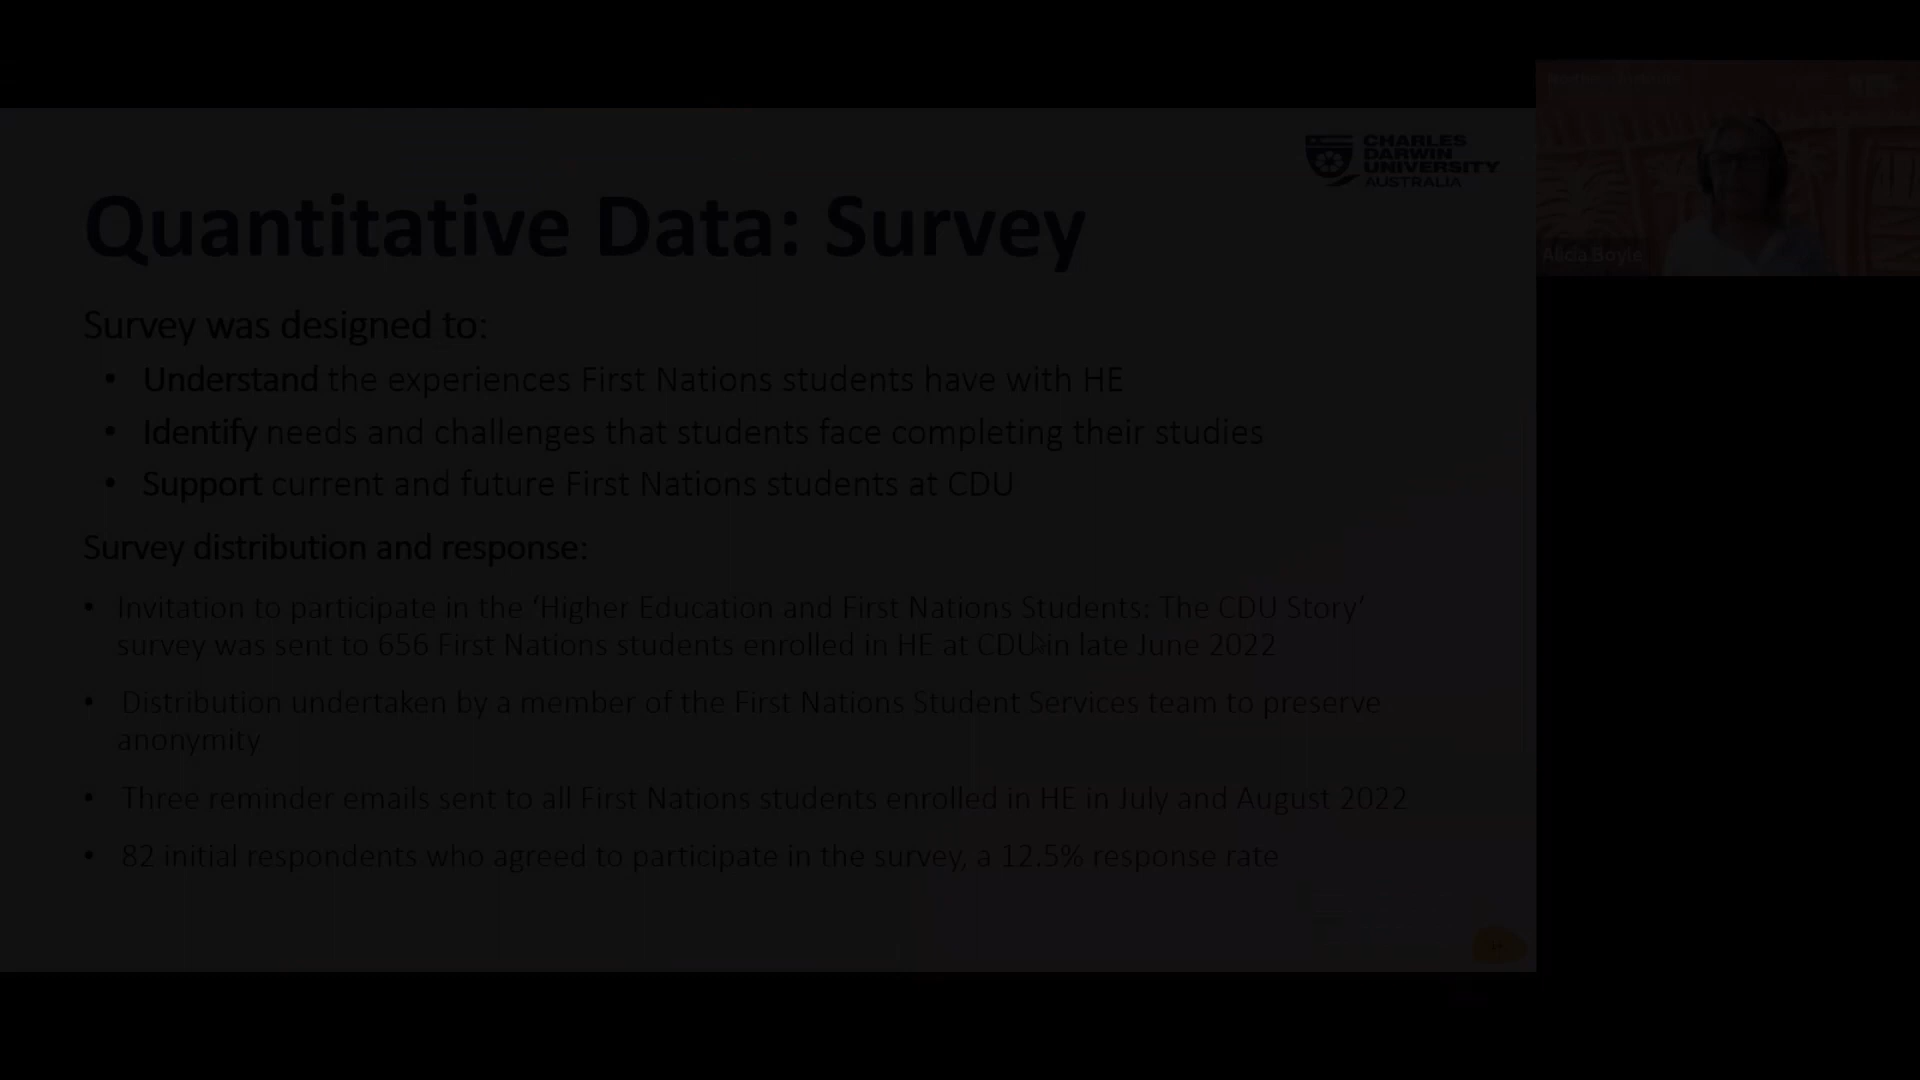 CHARLES
DARWIN
UNIVERSITY
AUSTRALIA
Quantitative Data: Survey
Survey was designed to:
• Understand the experiences First Nations students have with HE
• Identify needs and challenges that students face completing their studies
• Support current and future First Nations students at CDU
Survey distribution and response:
• Invitation to participate in the ‘Higher Education and First Nations Students: The CDU Story’
survey was sent to 656 First Nations students enrolled in HE at CDU in late June 2022
• Distribution undertaken by a member of the First Nations Student Services team to preserve
anonymity
• Three reminder emails sent to all First Nations students enrolled in HE in July and August 2022
• 82 initial respondents who agreed to participate in the survey, a 12.5% response rate
Alicia Boyle